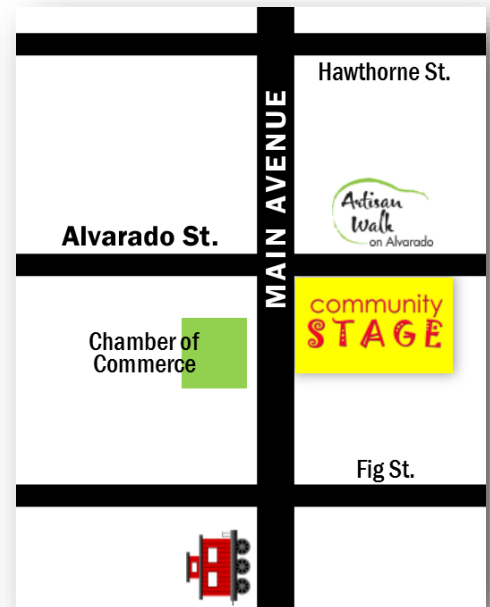 Hawthorne St.
MAIN AVENUE
Artisan
Walk
on Alvarado
Alvarado St.
community
STAGE
Chamber of
Commerce
Fig St.